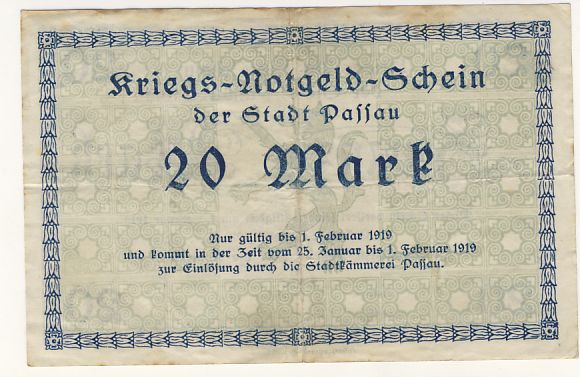 Kriegs-Notgeld-Schein
der Stadt Passau
20 Mark
Nur gültig bis 1. Februar 1919
und kommt in der Zeit vom 25. Januar bis 1. Februar 1919
zur Einlösung durch die Stadtkämmerei Passau.